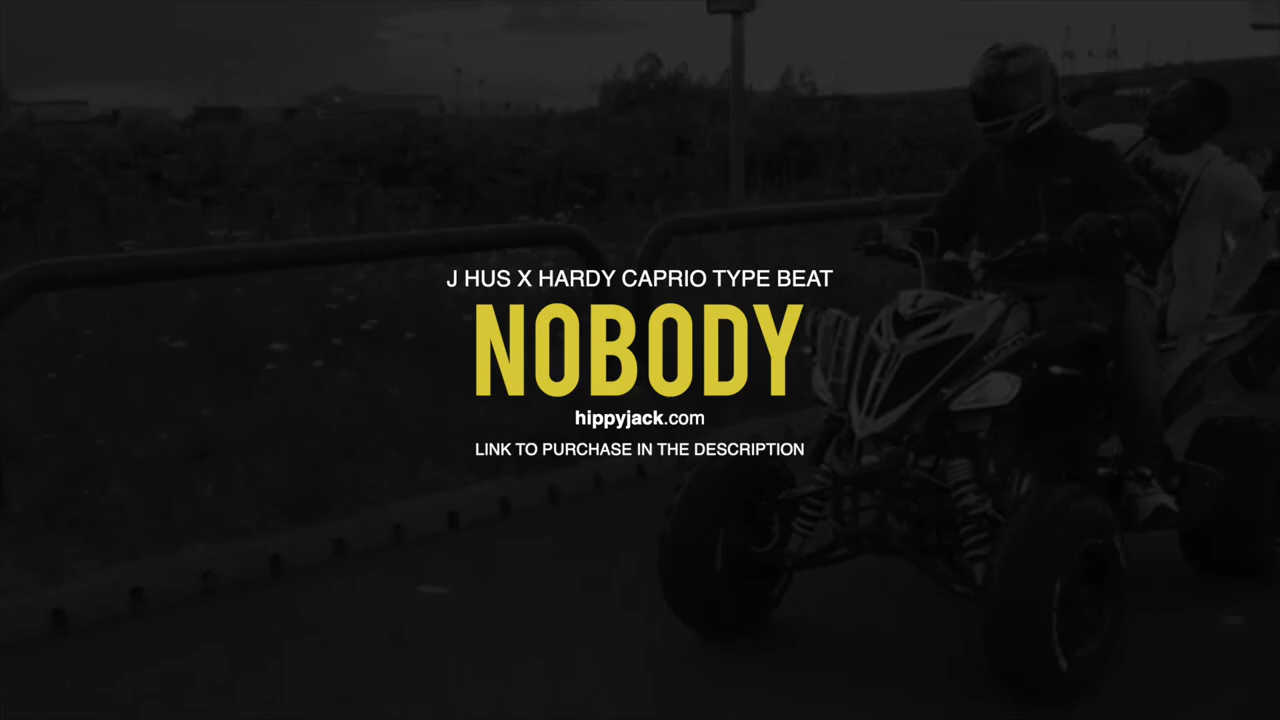 J HUS X HARDY CAPRIO TYPE BEAT
NOBODY
hippyjack.com
LINK TO PURCHASE IN THE DESCRIPTION